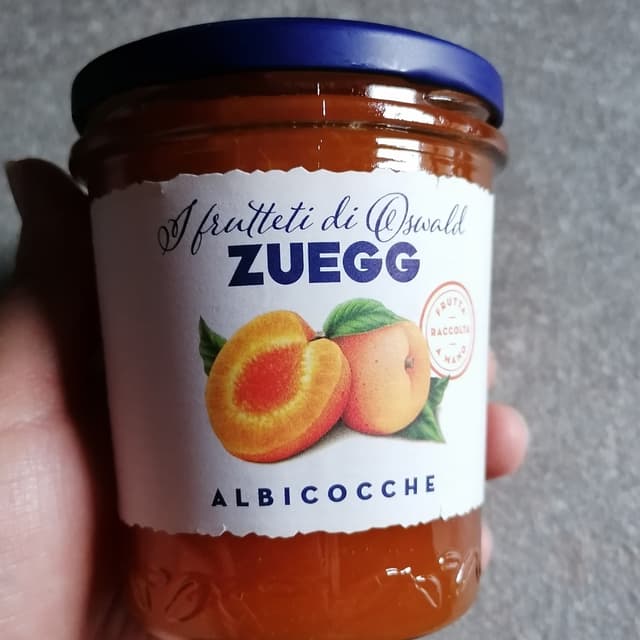 I frutteti di Oswald
ZUEGG
FRUTTA
RACCOLTA
A MANO
ALBICOCCHE